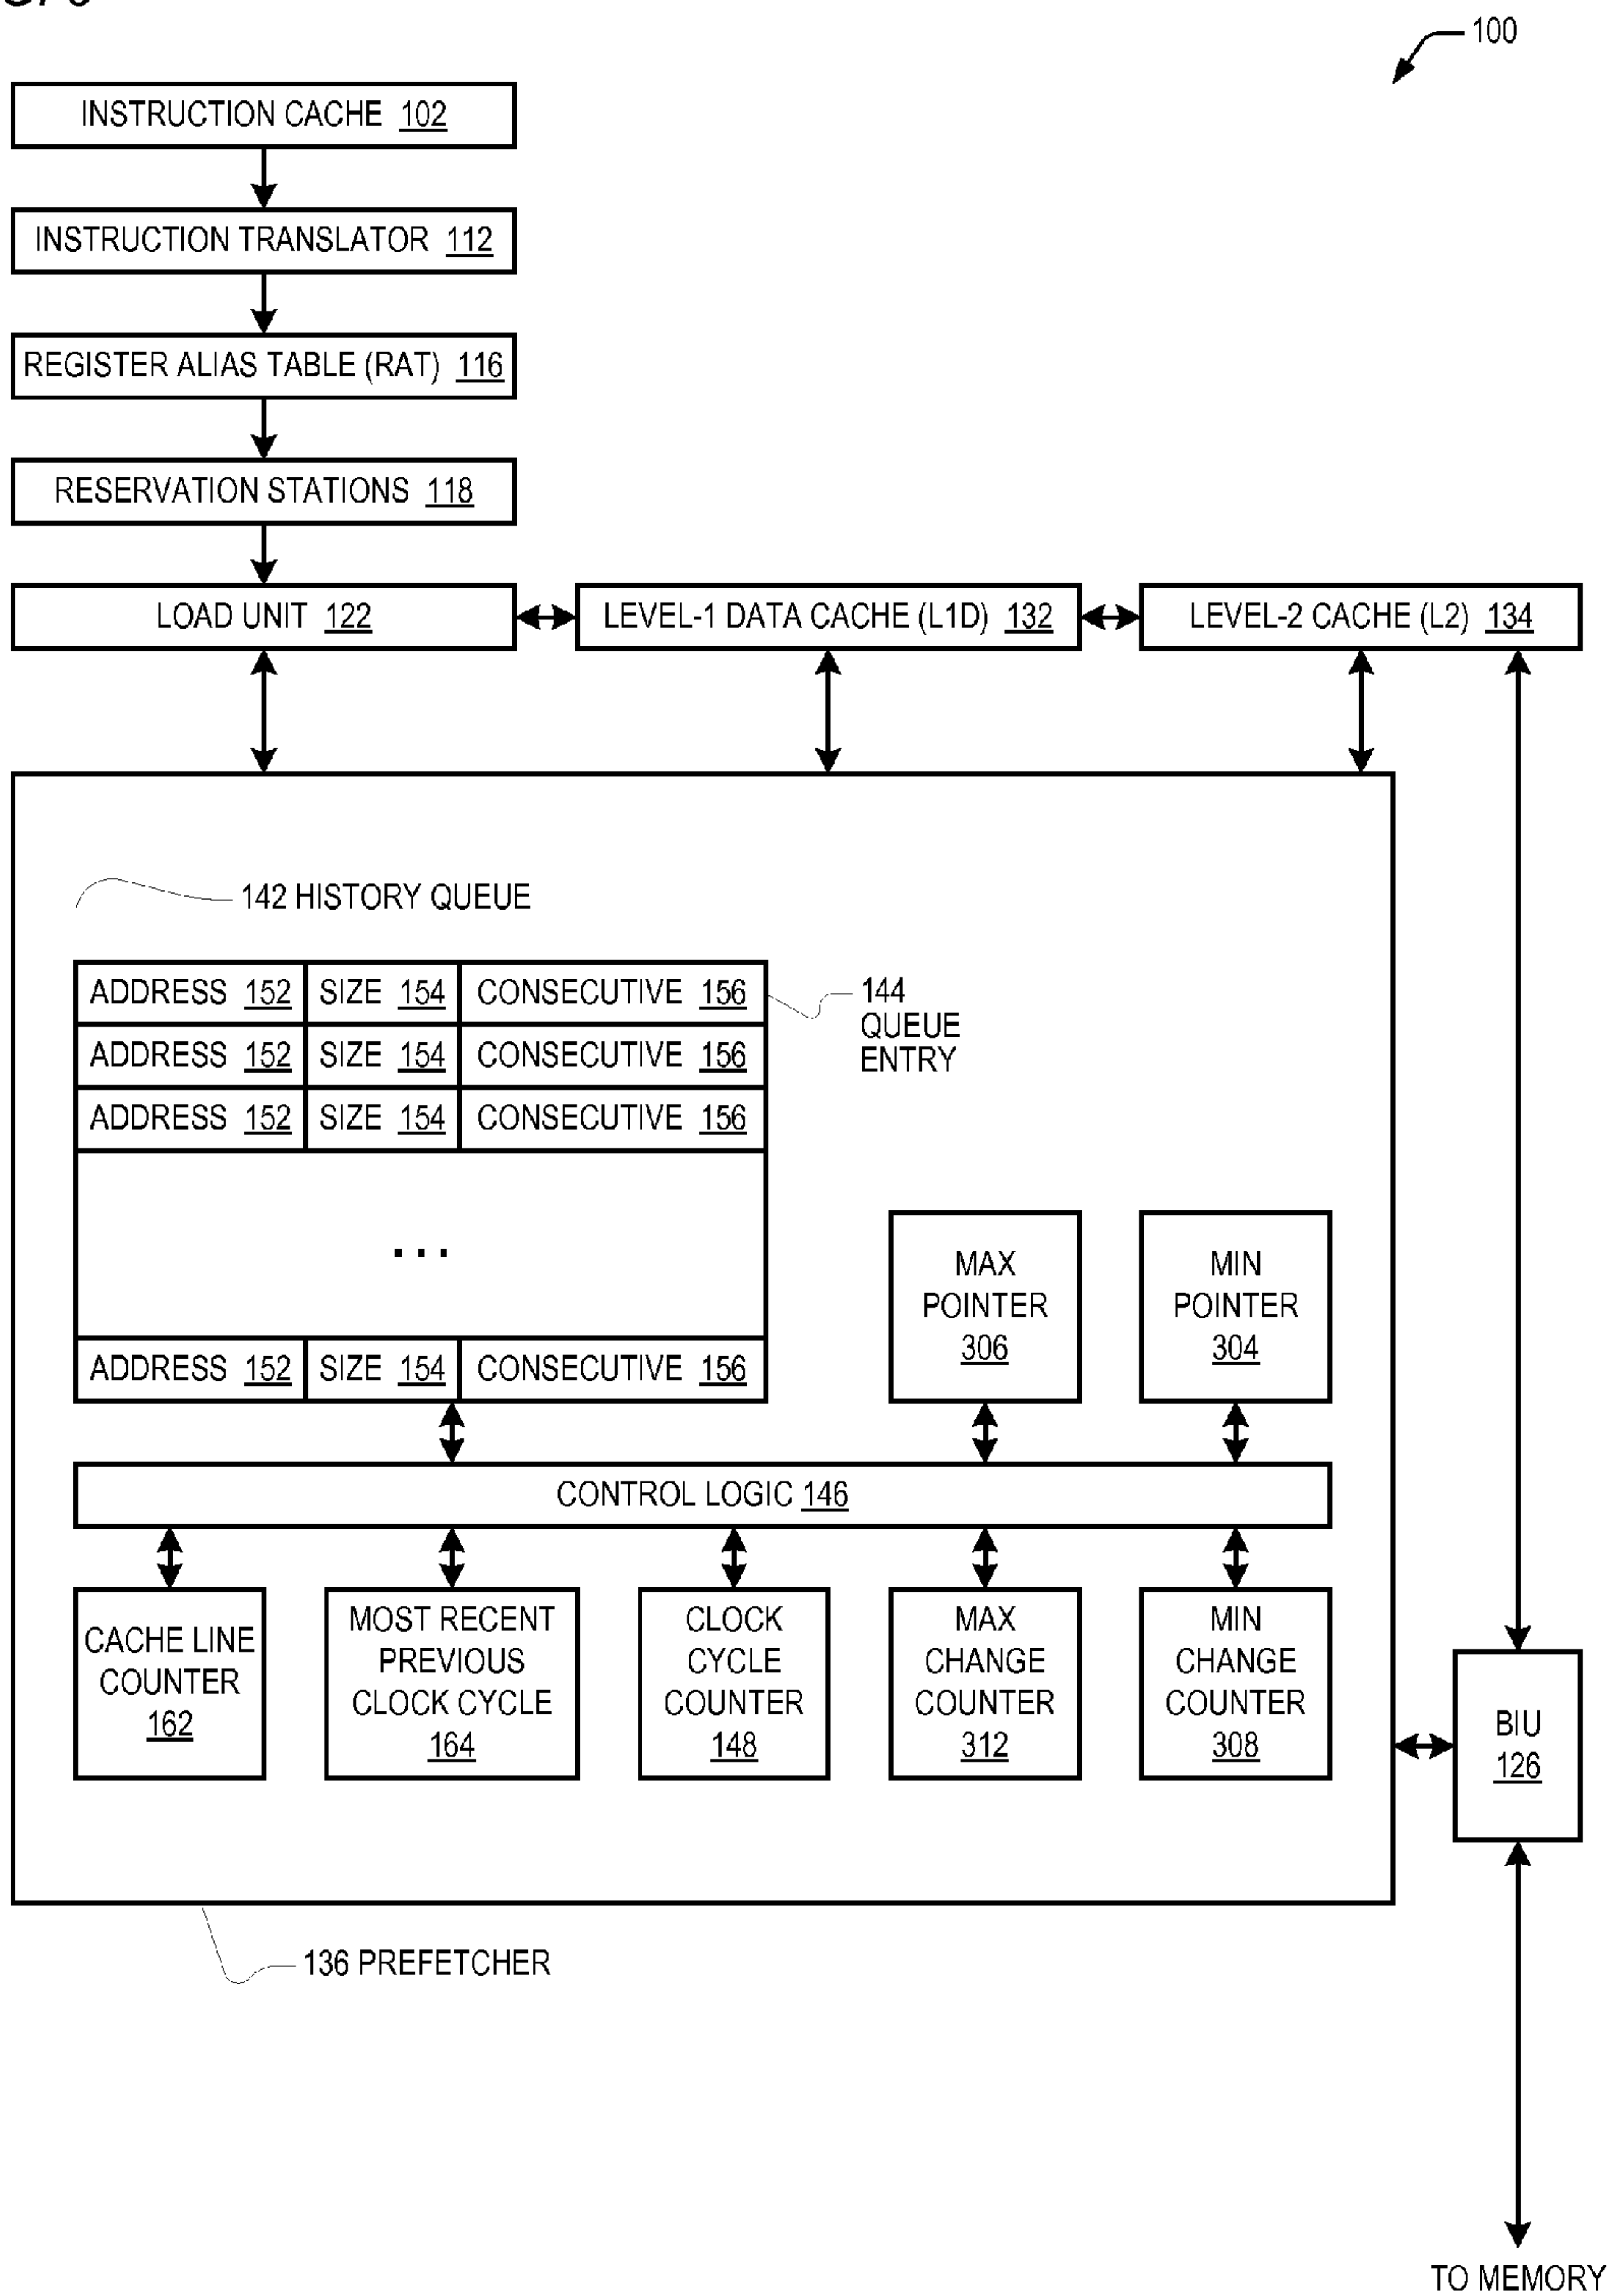 100
INSTRUCTION CACHE 102
INSTRUCTION TRANSLATOR 112
REGISTER ALIAS TABLE (RAT) 116
RESERVATION STATIONS 118
LOAD UNIT 122
LEVEL-1 DATA CACHE (L1D) 132
LEVEL-2 CACHE (L2) 134
142 HISTORY QUEUE
ADDRESS 152 SIZE 154 CONSECUTIVE 156
144
QUEUE
ENTRY
ADDRESS 152 SIZE 154 CONSECUTIVE 156
ADDRESS 152 SIZE 154 CONSECUTIVE 156
...
ADDRESS 152 SIZE 154 CONSECUTIVE 156
MAX
POINTER
306
MIN
POINTER
304
CONTROL LOGIC 146
CACHE LINE
COUNTER
162
MOST RECENT
PREVIOUS
CLOCK CYCLE
164
CLOCK
CYCLE
COUNTER
148
MAX
CHANGE
COUNTER
312
MIN
CHANGE
COUNTER
308
BIU
126
136 PREFETCHER
TO MEMORY